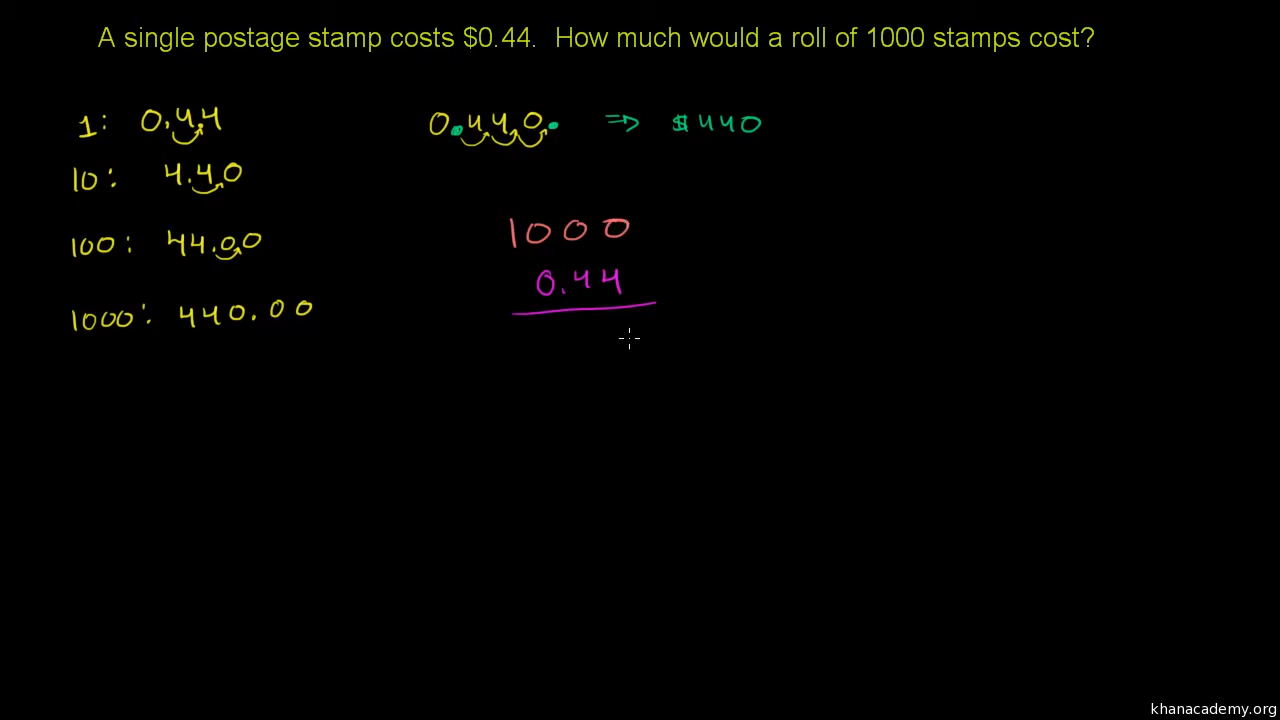 A single postage stamp costs $0.44. How much would a roll of 1000 stamps cost?
1: 0.44
10: 4.40
100: 44.00
1000: 440.00
0.440. ⇒ $440
1000
0.44
khanacademy.org